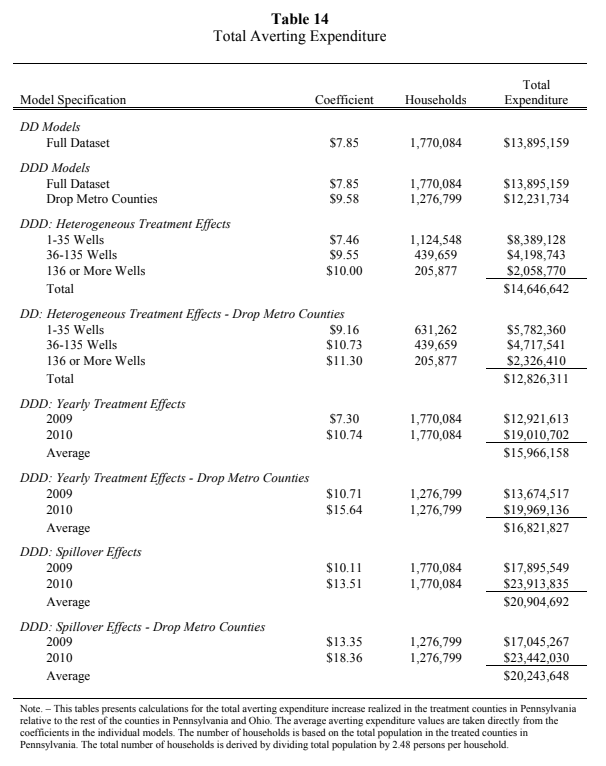 Table 14
Total Averting Expenditure
Total
Model Specification Coefficient Households Expenditure
DD Models
Full Dataset $7.85 1,770,084 $13,895,159
DDD Models
Full Dataset $7.85 1,770,084 $13,895,159
Drop Metro Counties $9.58 1,276,799 $12,231,734
DDD: Heterogeneous Treatment Effects
1-35 Wells $7.46 1,124,548 $8,389,128
36-135 Wells $9.55 439,659 $4,198,743
136 or More Wells $10.00 205,877 $2,058,770
Total $14,646,642
DD: Heterogeneous Treatment Effects - Drop Metro Counties
1-35 Wells $9.16 631,262 $5,782,360
36-135 Wells $10.73 439,659 $4,717,541
136 or More Wells $11.30 205,877 $2,326,410
Total $12,826,311
DDD: Yearly Treatment Effects
2009 $7.30 1,770,084 $12,921,613
2010 $10.74 1,770,084 $19,010,702
Average $15,966,158
DDD: Yearly Treatment Effects - Drop Metro Counties
2009 $10.71 1,276,799 $13,674,517
2010 $15.64 1,276,799 $19,969,136
Average $16,821,827
DDD: Spillover Effects
2009 $10.11 1,770,084 $17,895,549
2010 $13.51 1,770,084 $23,913,835
Average $20,904,692
DDD: Spillover Effects - Drop Metro Counties
2009 $13.35 1,276,799 $17,045,267
2010 $18.36 1,276,799 $23,442,030
Average $20,243,648
Note. – This tables presents calculations for the total averting expenditure increase realized in the treatment counties in Pennsylvania
relative to the rest of the counties in Pennsylvania and Ohio. The average averting expenditure values are taken directly from the
coefficients in the individual models. The number of households is based on the total population in the treated counties in
Pennsylvania. The total number of households is derived by dividing total population by 2.48 persons per household.